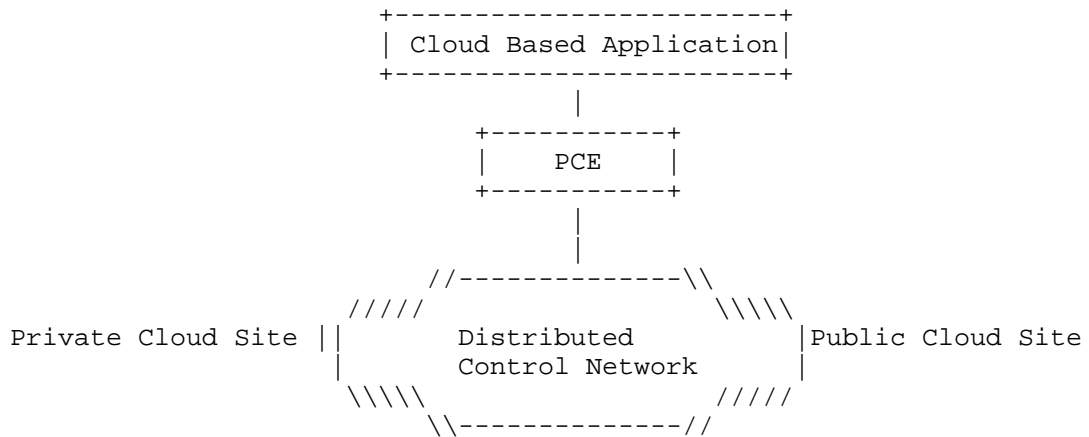 Cloud Based Application
PCE
Private Cloud Site Distributed Public Cloud Site
Control Network